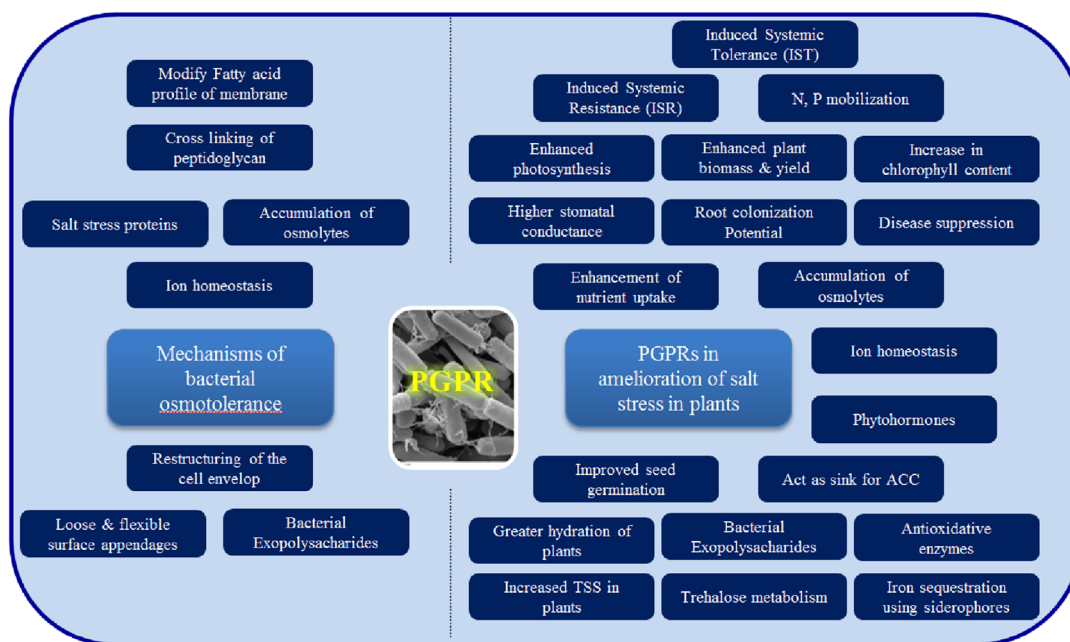 Modify Fatty acid
profile of membrane
Cross linking of
peptidoglycan
Salt stress proteins
Accumulation of
osmolytes
Ion homeostasis
Mechanisms of
bacterial
osmotolerance
Restructuring of the
cell envelop
Loose & flexible
surface appendages
Bacterial
Exopolysacharides
PGPR
Induced Systemic
Tolerance (IST)
Induced Systemic
Resistance (ISR)
N, P mobilization
Enhanced
photosynthesis
Enhanced plant
biomass & yield
Increase in
chlorophyll content
Higher stomatal
conductance
Root colonization
Potential
Disease suppression
Enhancement of
nutrient uptake
Accumulation of
osmolytes
PGPRs in
amelioration of salt
stress in plants
Ion homeostasis
Phytohormones
Improved seed
germination
Act as sink for ACC
Greater hydration of
plants
Bacterial
Exopolysacharides
Antioxidative
enzymes
Increased TSS in
plants
Trehalose metabolism
Iron sequestration
using siderophores